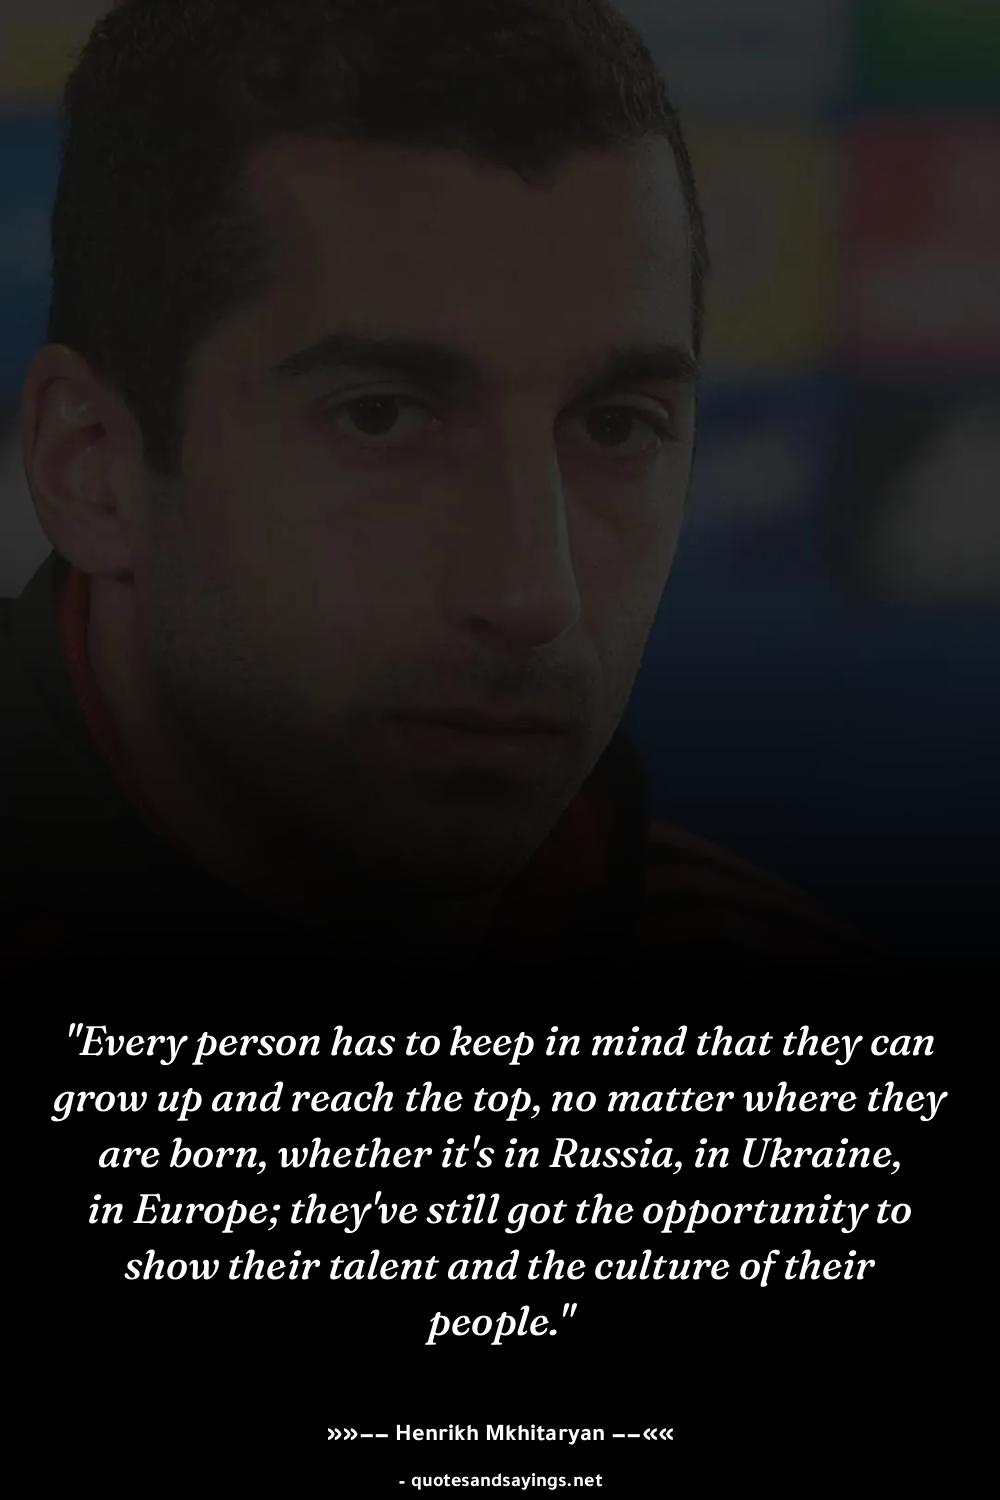 "Every person has to keep in mind that they can
grow up and reach the top, no matter where they
are born, whether it's in Russia, in Ukraine,
in Europe; they've still got the opportunity to
show their talent and the culture of their
people."
»»−− Henrikh Mkhitaryan −−««
- quotesandsayings.net